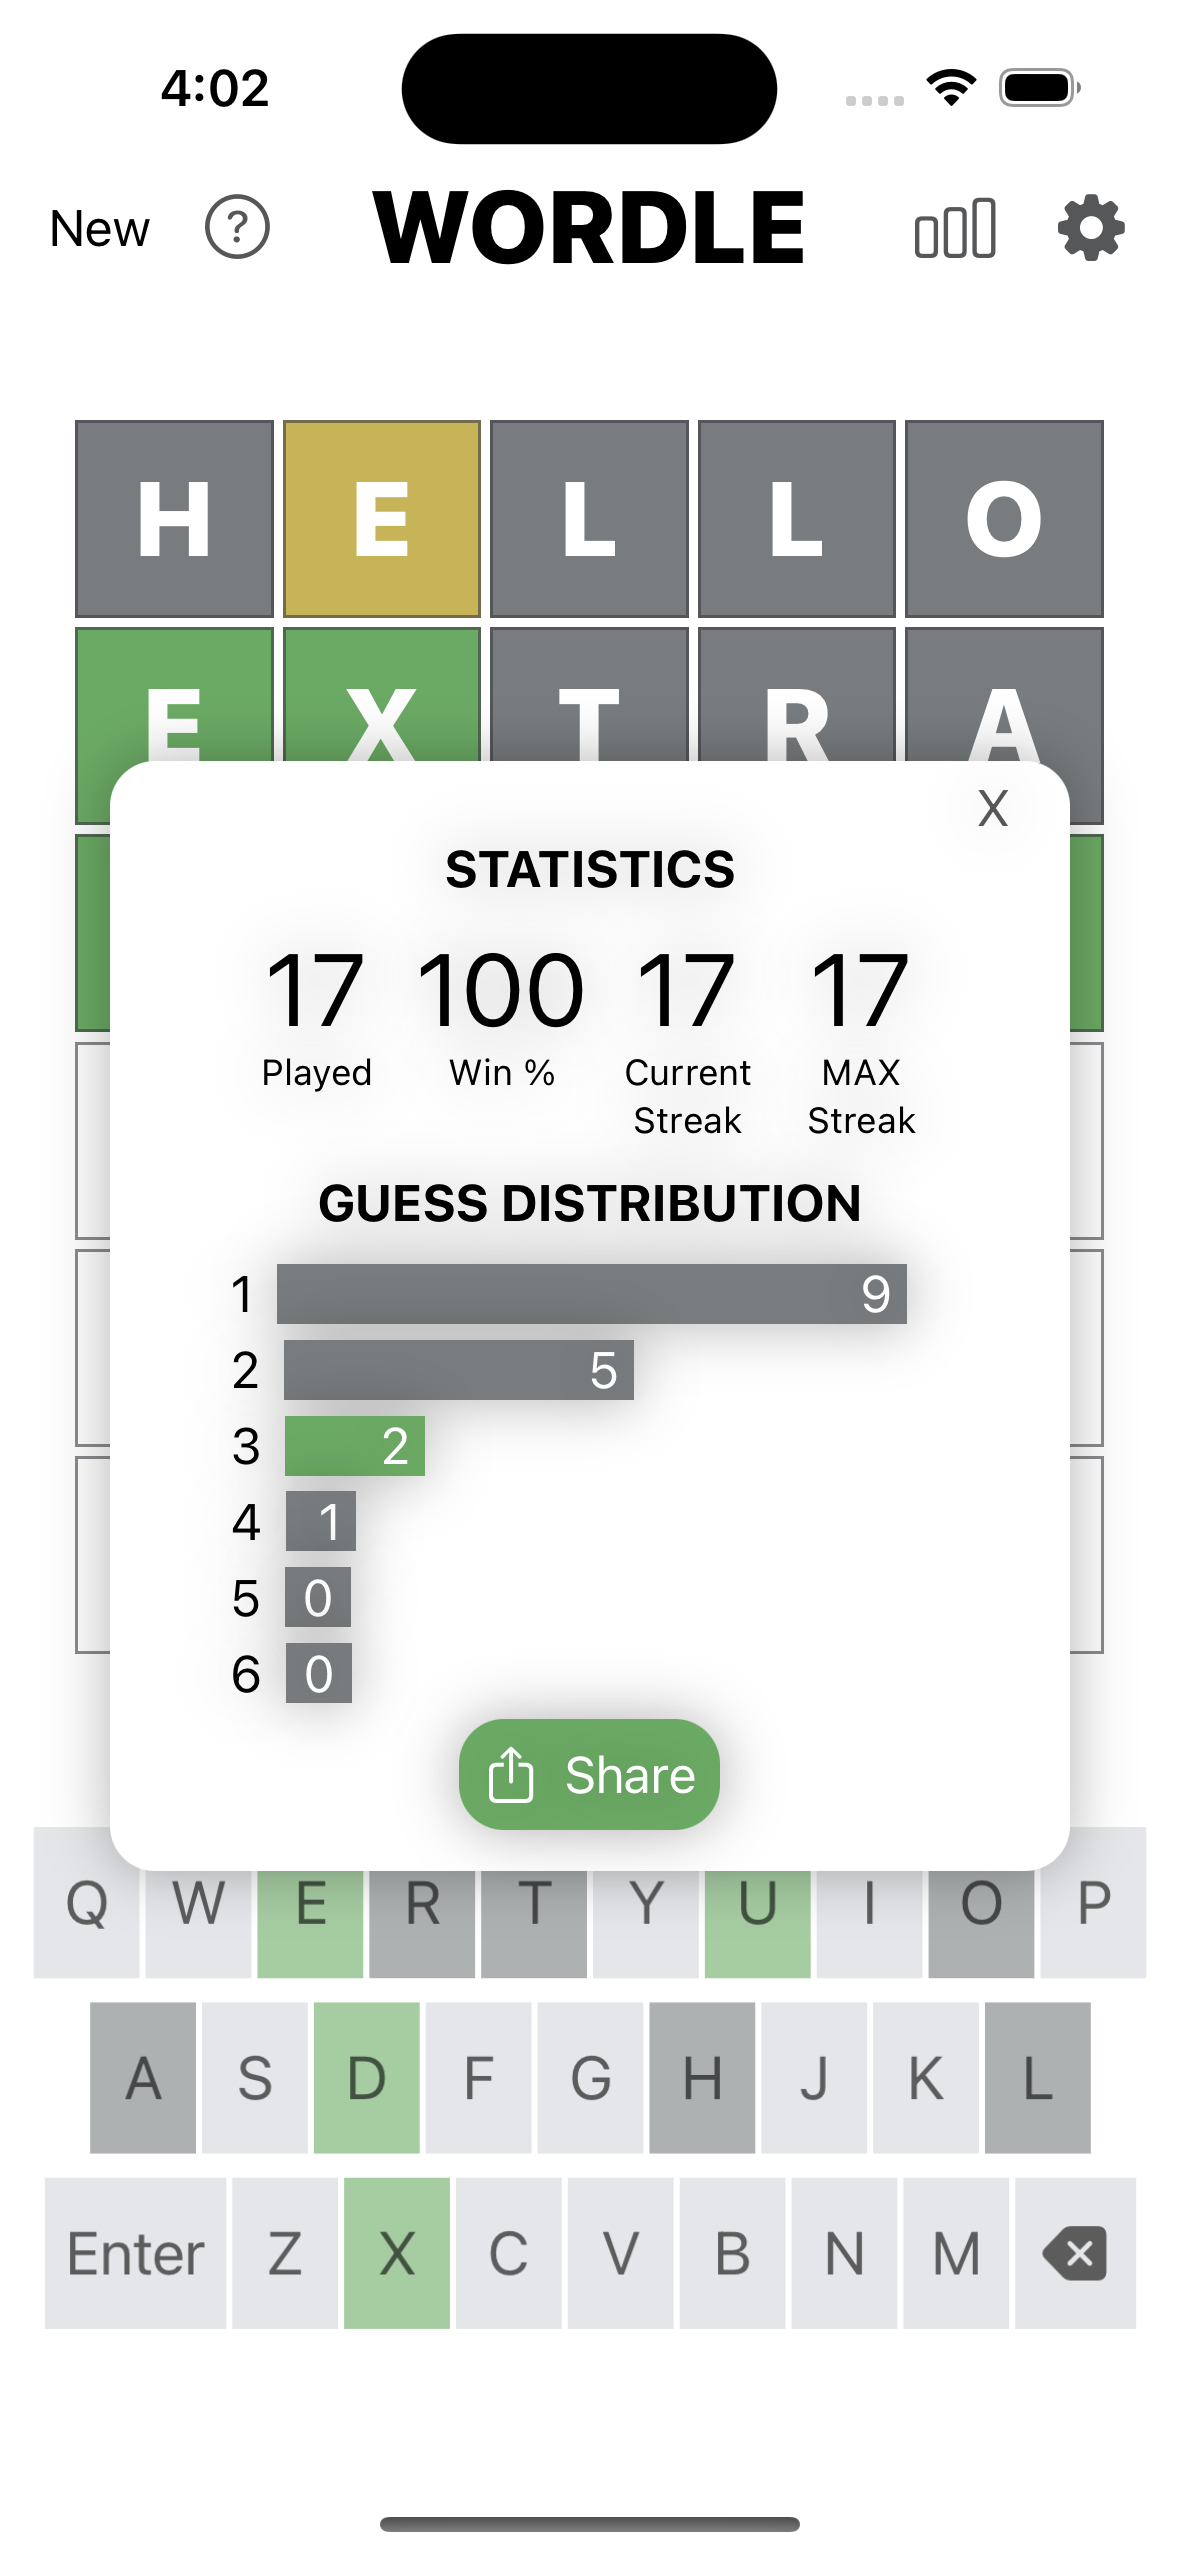 4:02
New ? WORDLE
H E L L O
E X T R A
X
STATISTICS
17 100 17 17
Played Win % Current Streak MAX Streak
GUESS DISTRIBUTION
1 9
2 5
3 2
4 1
5 0
6 0
Share
Q W E R T Y U I O P
A S D F G H J K L
Enter Z X C V B N M